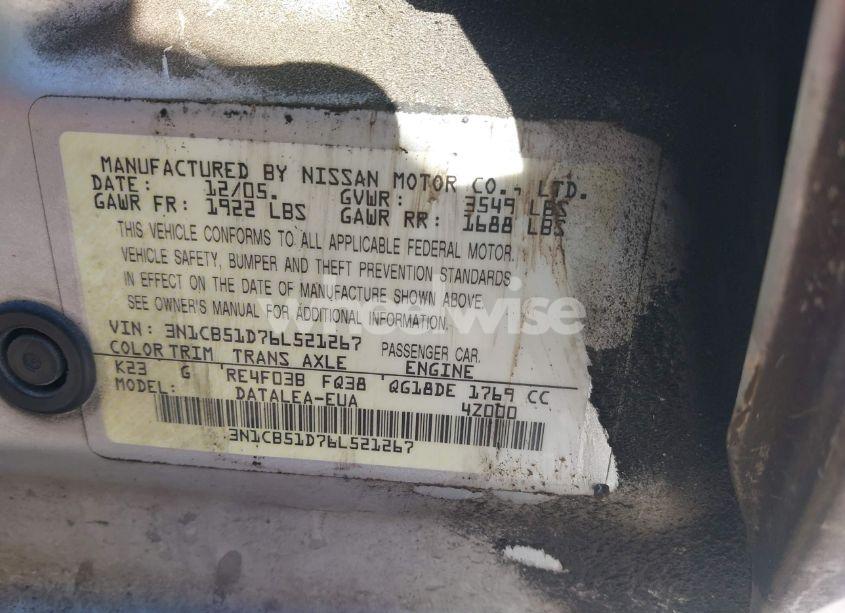 MANUFACTURED BY NISSAN MOTOR CO., LTD.
DATE: 12/05. GVWR: 3549 LBS
GAWR FR: 1922 LBS GAWR RR: 1688 LBS
THIS VEHICLE CONFORMS TO ALL APPLICABLE FEDERAL MOTOR
VEHICLE SAFETY, BUMPER AND THEFT PREVENTION STANDARDS
IN EFFECT ON THE DATE OF MANUFACTURE SHOWN ABOVE.
SEE OWNER'S MANUAL FOR ADDITIONAL INFORMATION.
VIN: 3N1CB51D76L521267 PASSENGER CAR.
COLOR TRIM TRANS AXLE ENGINE
K23 G RE4F03B FQ38 QG18DE 1769 CC
MODEL: DATALEA-EUA 4Z000
3N1CB51D76L521267
wheelwise